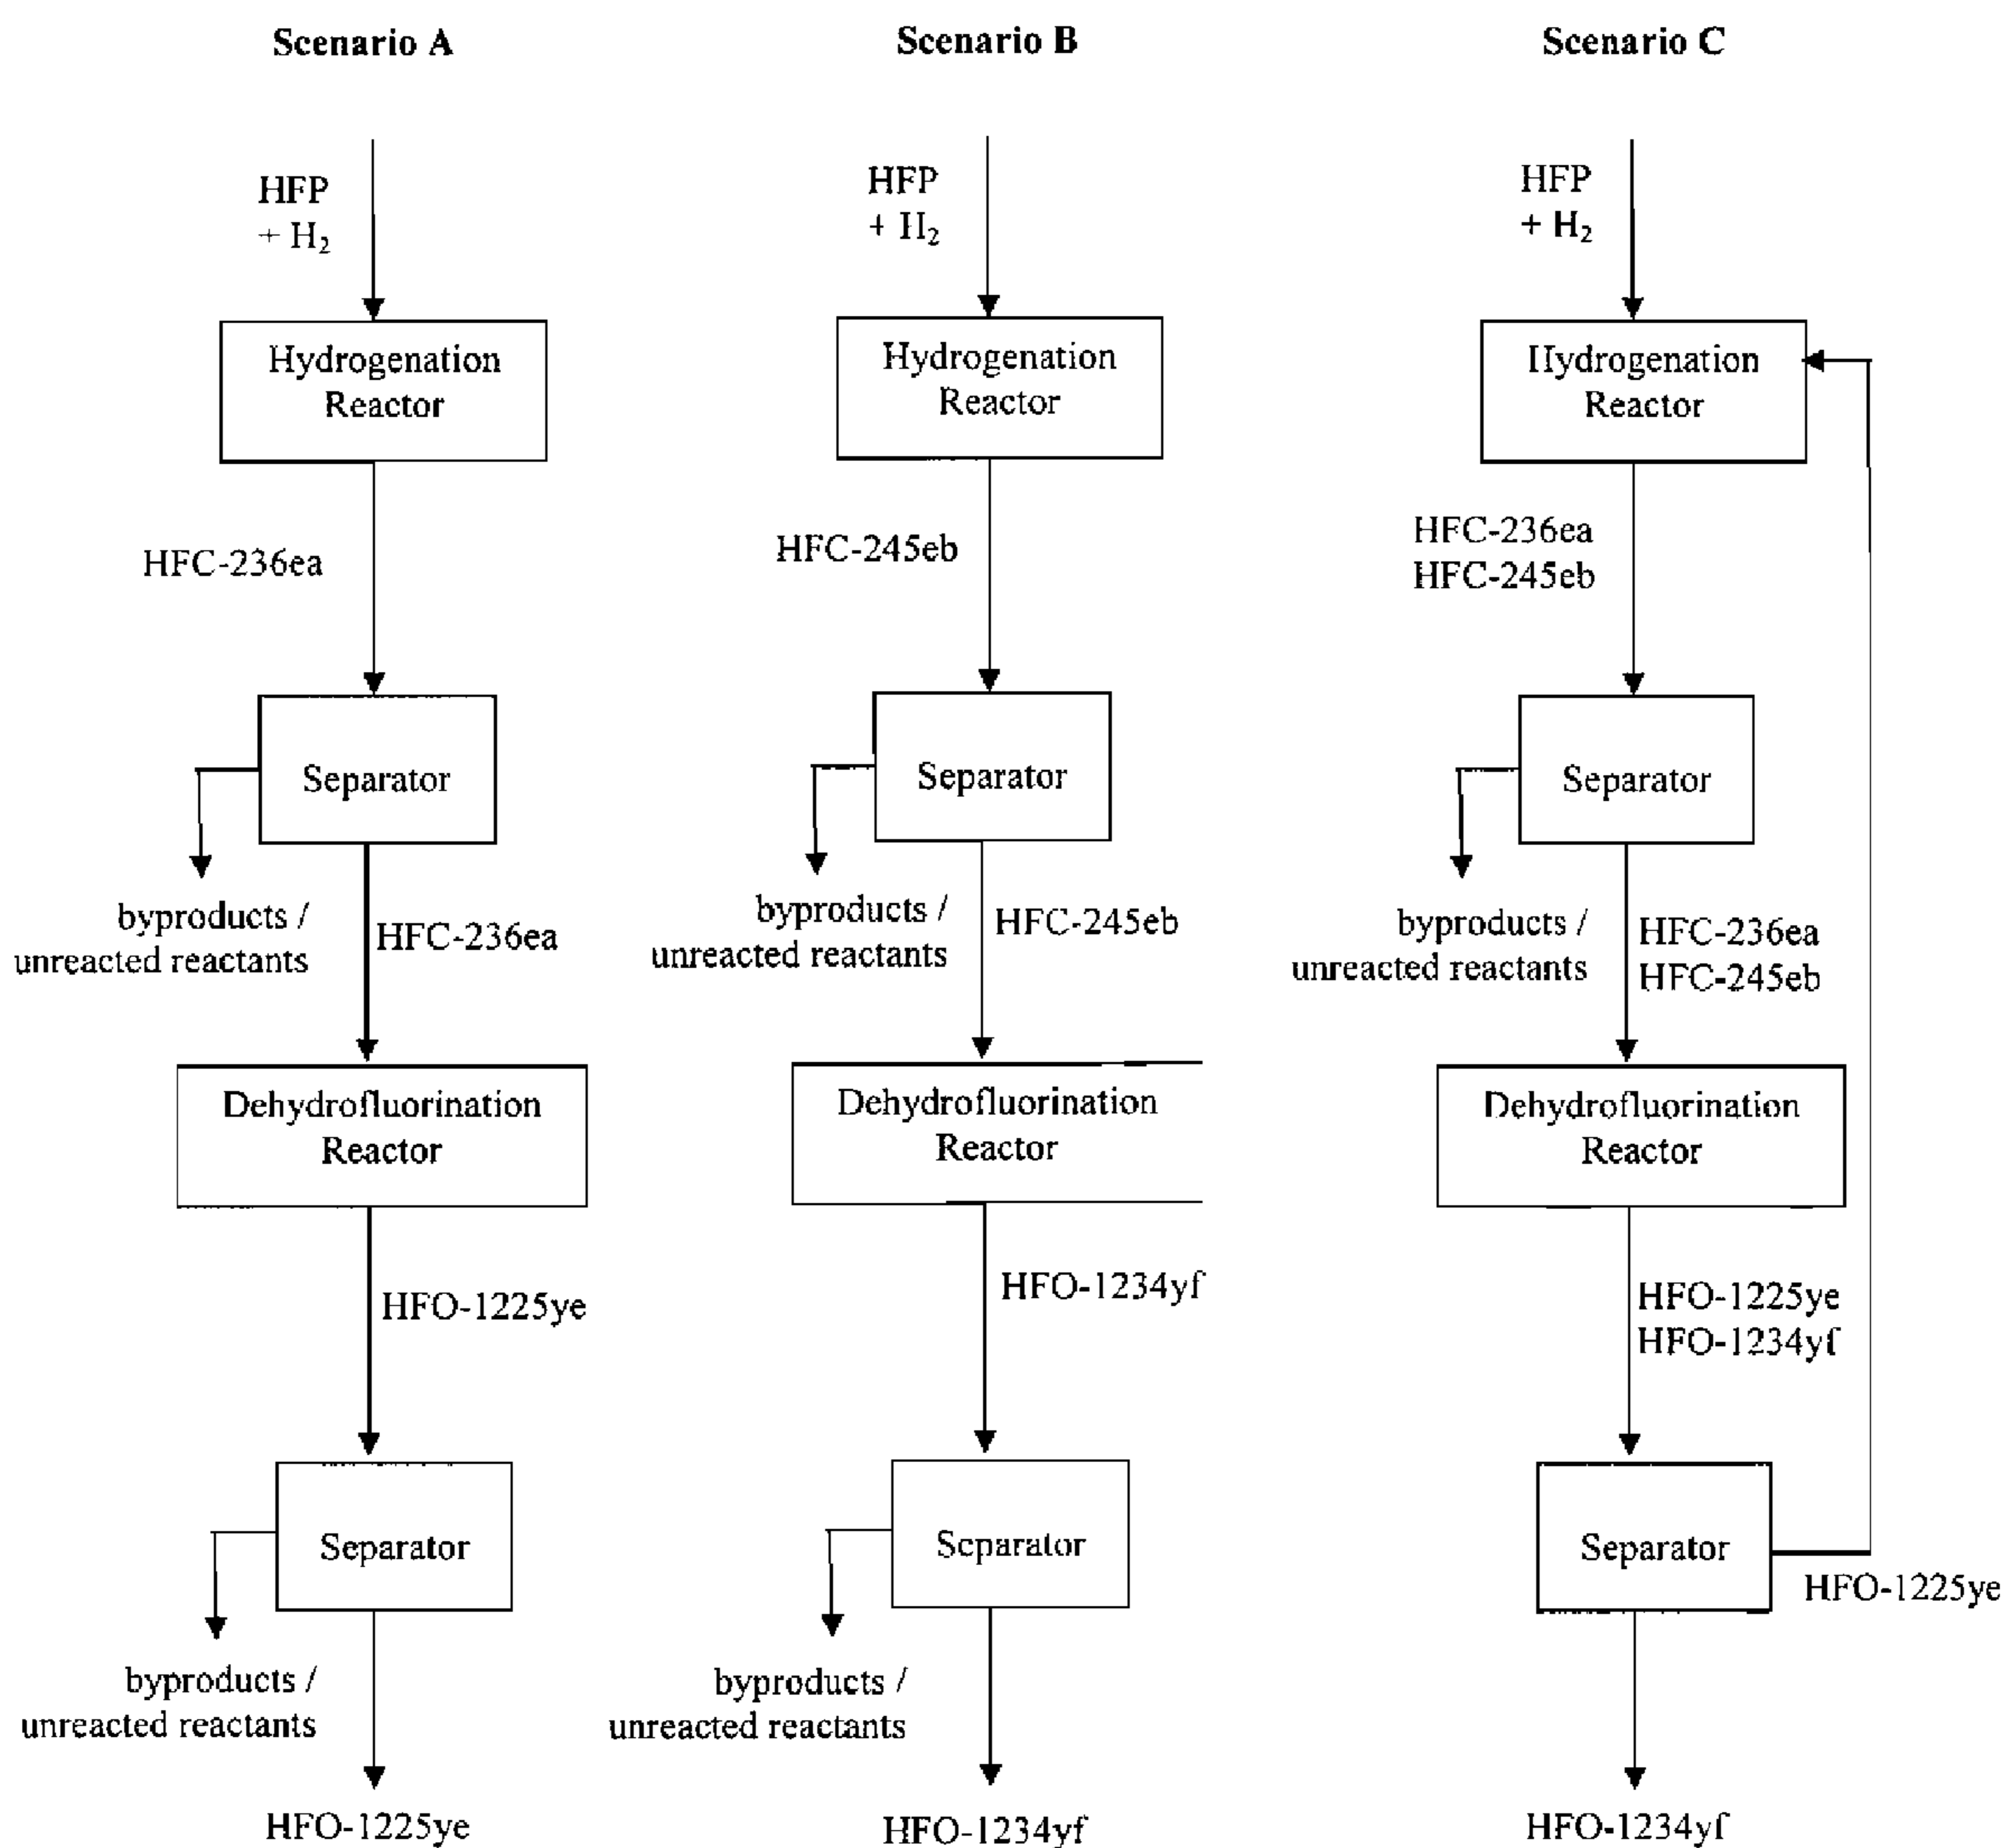 Scenario A
HFP
+ H₂
Hydrogenation
Reactor
HFC-236ea
Separator
byproducts /
unreacted reactants
HFC-236ea
Dehydrofluorination
Reactor
HFO-1225ye
Separator
byproducts /
unreacted reactants
HFO-1225ye
Scenario B
HFP
+ H₂
Hydrogenation
Reactor
HFC-245eb
Separator
byproducts /
unreacted reactants
HFC-245eb
Dehydrofluorination
Reactor
HFO-1234yf
Separator
byproducts /
unreacted reactants
HFO-1234yf
Scenario C
HFP
+ H₂
Hydrogenation
Reactor
HFC-236ea
HFC-245eb
Separator
byproducts /
unreacted reactants
HFC-236ea
HFC-245eb
Dehydrofluorination
Reactor
HFO-1225ye
HFO-1234yf
Separator
HFO-1225ye
HFO-1234yf